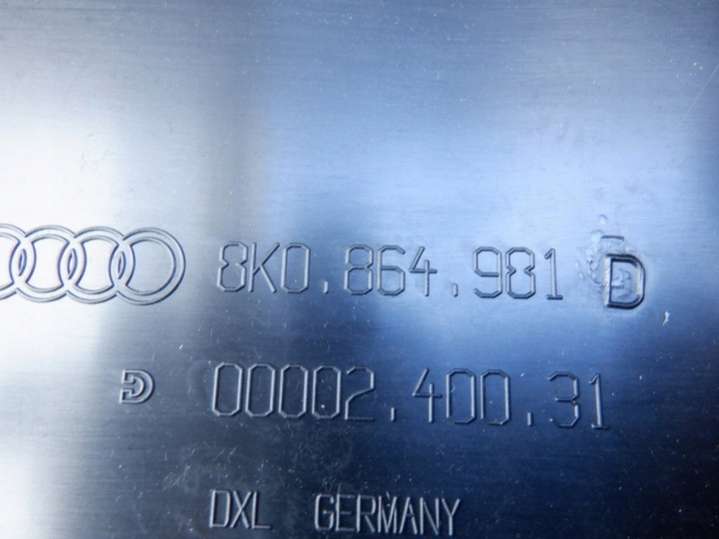 8K0.864.981 D
00002.400.31
DXL GERMANY